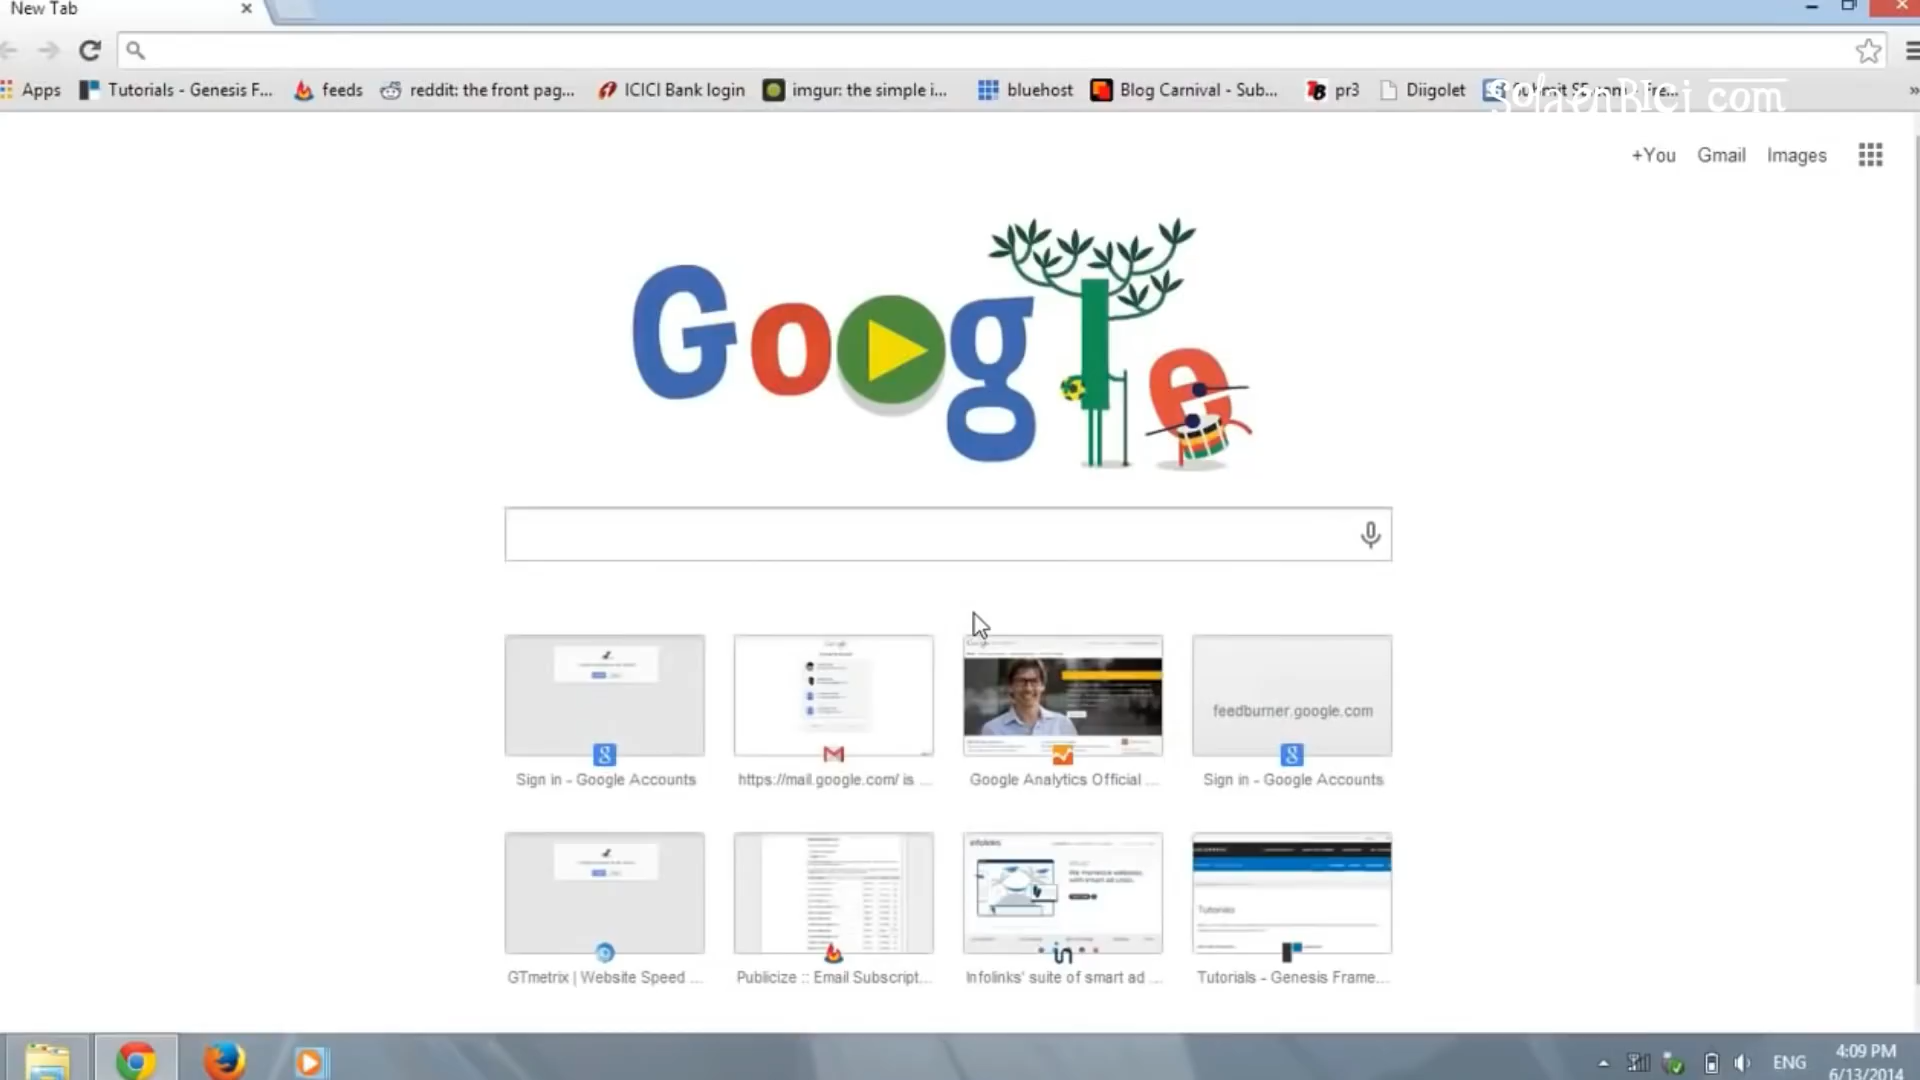 New Tab
Apps
Tutorials - Genesis F...
feeds
reddit: the front pag...
ICICI Bank login
imgur: the simple i...
bluehost
Blog Carnival - Sub...
pr3
Diigolet
+You Gmail Images
Google
Sign in - Google Accounts
https://mail.google.com/ is ...
Google Analytics Official ...
feedburner.google.com
Sign in - Google Accounts
GTmetrix | Website Speed ...
Publicize :: Email Subscript...
infolinks
Infolinks' suite of smart ad ...
Tutorials
Tutorials - Genesis Frame...
ENG
4:09 PM
6/13/2014